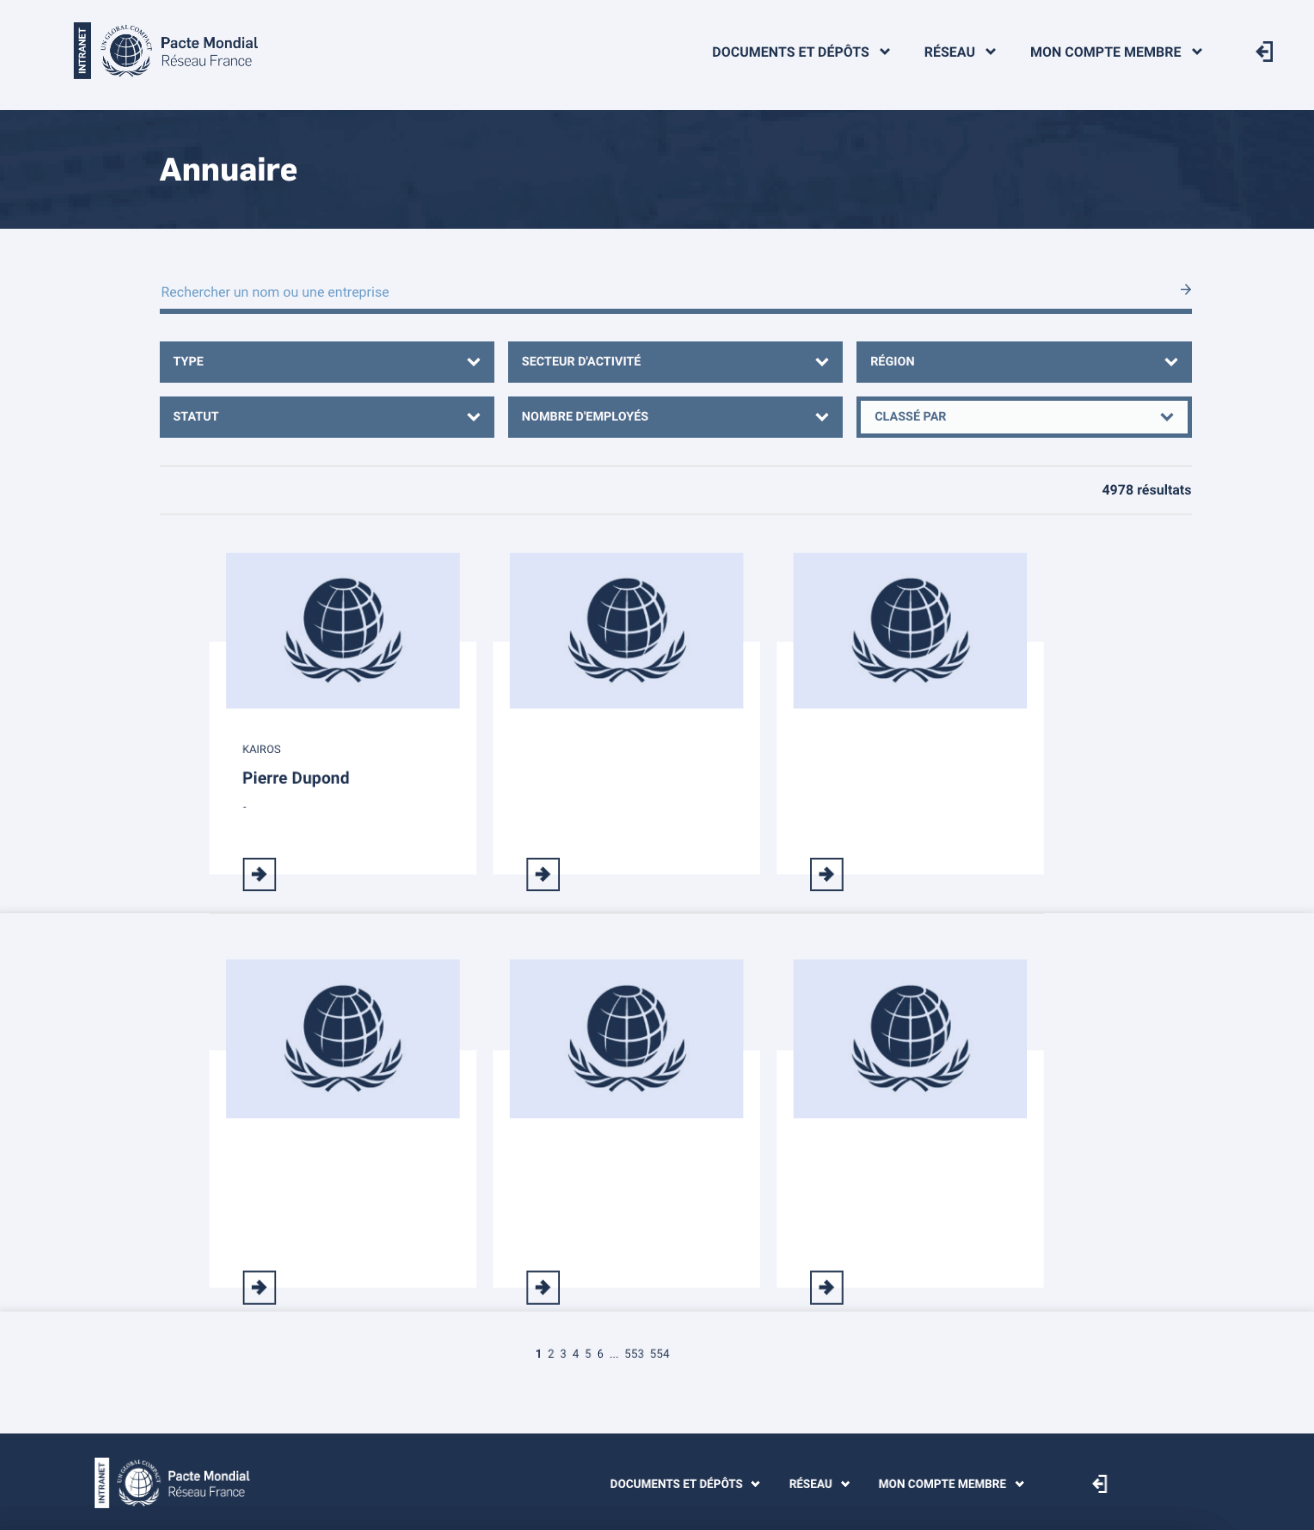 INTRANET
UN GLOBAL COMPACT
Pacte Mondial
Réseau France
DOCUMENTS ET DÉPÔTS
RÉSEAU
MON COMPTE MEMBRE
Annuaire
Rechercher un nom ou une entreprise
TYPE
SECTEUR D'ACTIVITÉ
RÉGION
STATUT
NOMBRE D'EMPLOYÉS
CLASSÉ PAR
4978 résultats
KAIROS
Pierre Dupond
-
1 2 3 4 5 6 ... 553 554
INTRANET
UN GLOBAL COMPACT
Pacte Mondial
Réseau France
DOCUMENTS ET DÉPÔTS
RÉSEAU
MON COMPTE MEMBRE